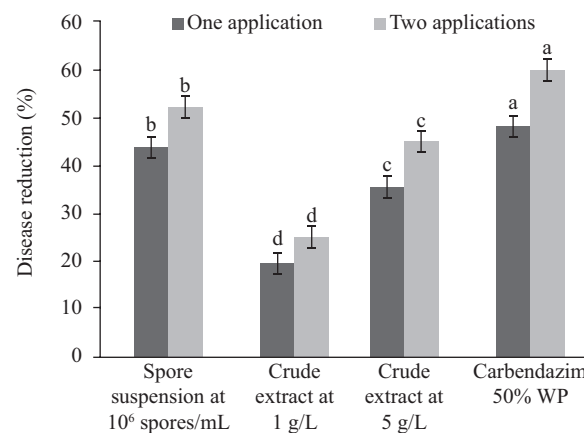 Disease reduction (%)
60
60
50
40
30
20
10
0
One application
Two applications
b
b
d
d
c
c
a
a
Spore
suspension at
10⁶ spores/mL
Crude
extract at
1 g/L
Crude
extract at
5 g/L
Carbendazim
50% WP